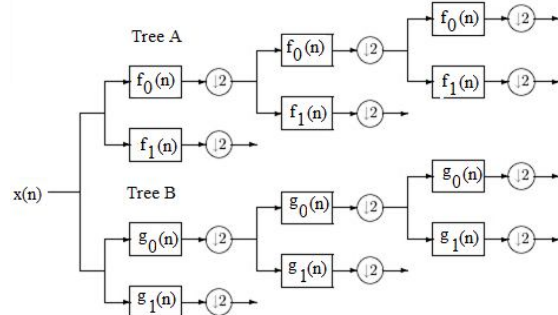 Tree A
f0(n) ↓2 f0(n) ↓2 f0(n) ↓2
f1(n) ↓2
f1(n) ↓2
f1(n) ↓2
x(n)
Tree B
g0(n) ↓2 g0(n) ↓2 g0(n) ↓2
g1(n) ↓2
g1(n) ↓2
g1(n) ↓2